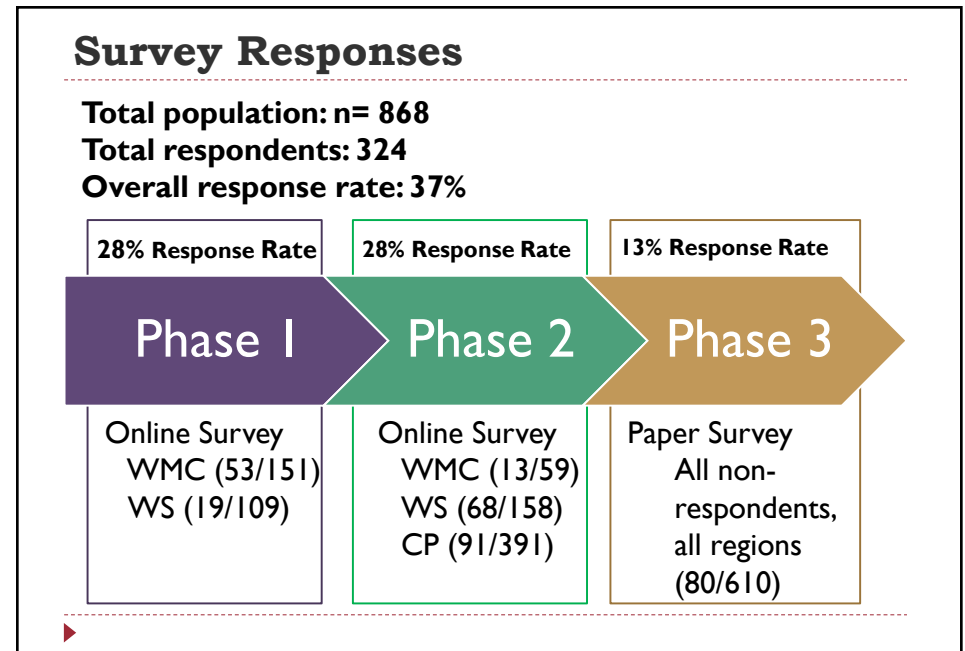 Survey Responses
Total population: n= 868
Total respondents: 324
Overall response rate: 37%
28% Response Rate
Phase 1
Online Survey
WMC (53/151)
WS (19/109)
28% Response Rate
Phase 2
Online Survey
WMC (13/59)
WS (68/158)
CP (91/391)
13% Response Rate
Phase 3
Paper Survey
All non-
respondents,
all regions
(80/610)